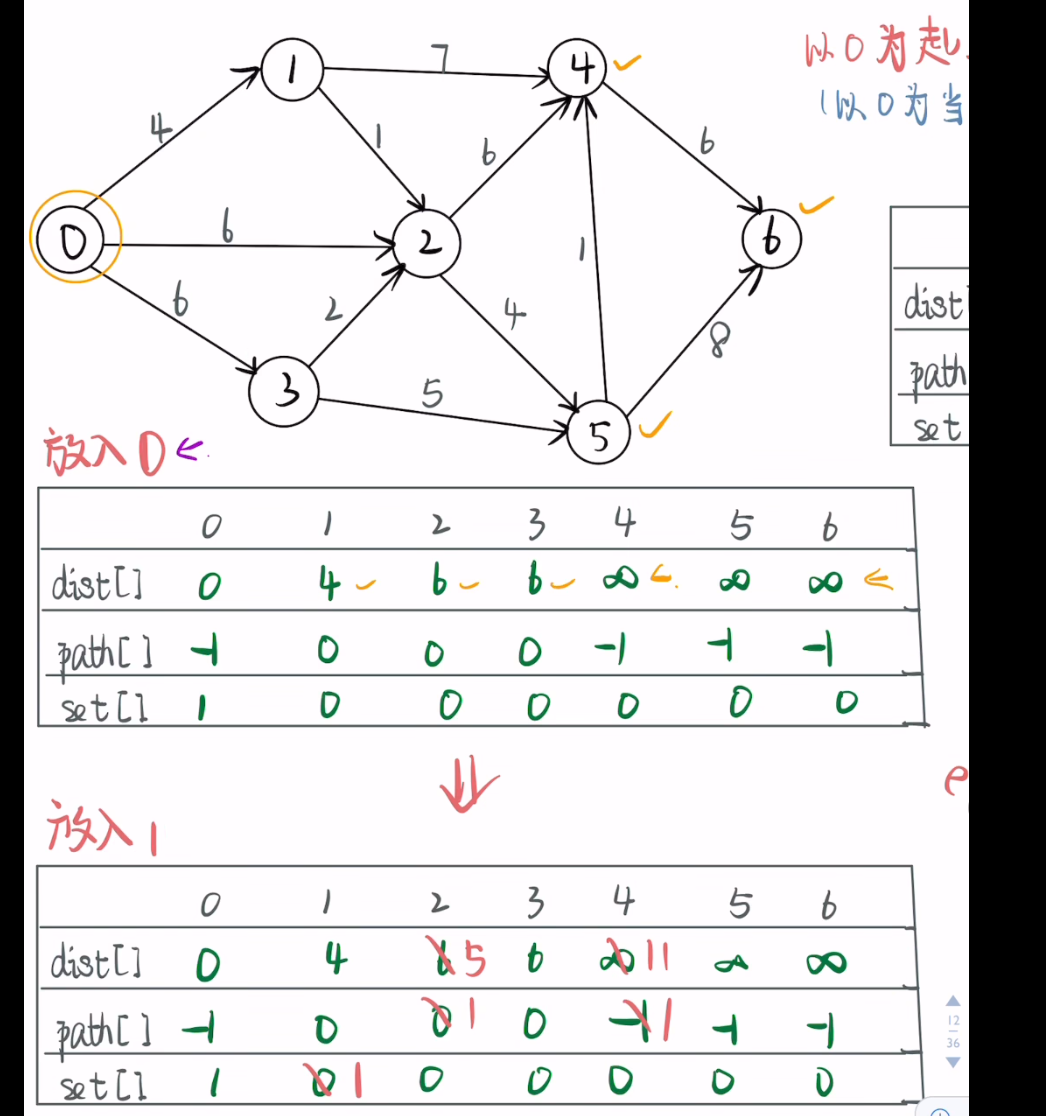 以0为起
(以0为当
1 7 4
4 1 6 6
0 6 2 1 6
6 2 4 8
3 5 5
dist
path
set
放入0 ←
0 1 2 3 4 5 6
dist[] 0 4 6 6 ∞ ∞ ∞
path[] -1 0 0 0 -1 -1 -1
set[] 1 0 0 0 0 0 0
放入1
0 1 2 3 4 5 6
dist[] 0 4 6 5 6 ∞ 11 ∞ ∞
path[] -1 0 0 1 0 -1 1 -1 -1
set[] 1 0 1 0 0 0 0 0
12
36